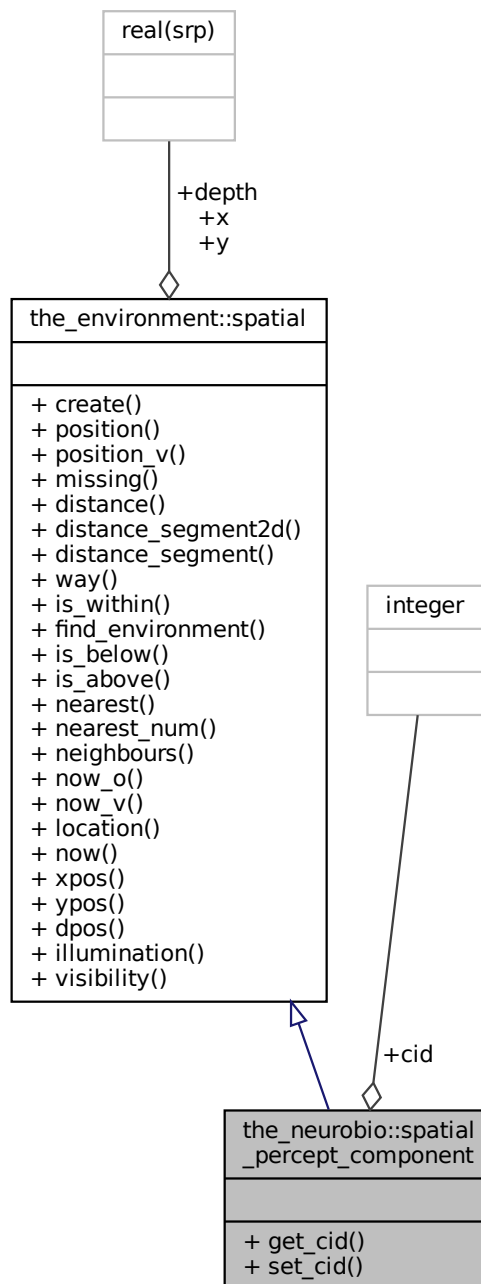 real(srp)
+depth
+x
+y
the_environment::spatial
+ create()
+ position()
+ position_v()
+ missing()
+ distance()
+ distance_segment2d()
+ distance_segment()
+ way()
+ is_within()
+ find_environment()
+ is_below()
+ is_above()
+ nearest()
+ nearest_num()
+ neighbours()
+ now_o()
+ now_v()
+ location()
+ now()
+ xpos()
+ ypos()
+ dpos()
+ illumination()
+ visibility()
integer
+cid
the_neurobio::spatial
_percept_component
+ get_cid()
+ set_cid()